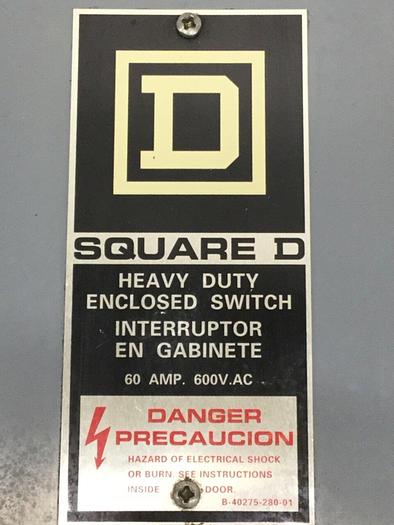 D
SQUARE D
HEAVY DUTY
ENCLOSED SWITCH
INTERRUPTOR
EN GABINETE
60 AMP. 600V.AC
DANGER
PRECAUCION
HAZARD OF ELECTRICAL SHOCK
OR BURN. SEE INSTRUCTIONS
INSIDE DOOR.
B-40275-280-01